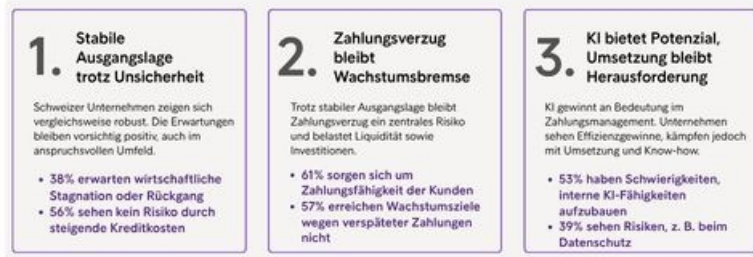 1.
Stabile
Ausgangslage
trotz Unsicherheit
Schweizer Unternehmen zeigen sich
vergleichsweise robust. Die Erwartungen
bleiben vorsichtig positiv, auch im
anspruchsvollen Umfeld.
• 38% erwarten wirtschaftliche
Stagnation oder Rückgang
• 56% sehen kein Risiko durch
steigende Kreditkosten
2.
Zahlungsverzug
bleibt
Wachstumsbremse
Trotz stabiler Ausgangslage bleibt
Zahlungsverzug ein zentrales Risiko
und belastet Liquidität sowie
Investitionen.
• 61% sorgen sich um
Zahlungsfähigkeit der Kunden
• 57% erreichen Wachstumsziele
wegen verspäteter Zahlungen
nicht
3.
KI bietet Potenzial,
Umsetzung bleibt
Herausforderung
KI gewinnt an Bedeutung im
Zahlungsmanagement. Unternehmen
sehen Effizienzgewinne, kämpfen jedoch
mit Umsetzung und Know-how.
• 53% haben Schwierigkeiten,
interne KI-Fähigkeiten
aufzubauen
• 39% sehen Risiken, z. B. beim
Datenschutz